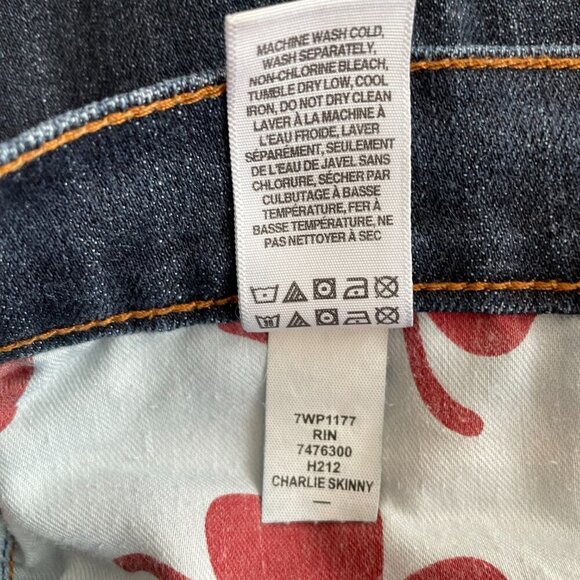 MACHINE WASH COLD,
WASH SEPARATELY,
NON-CHLORINE BLEACH,
TUMBLE DRY LOW, COOL
IRON, DO NOT DRY CLEAN
LAVER À LA MACHINE À
L'EAU FROIDE, LAVER
SÉPARÉMENT, SEULEMENT
DE L'EAU DE JAVEL SANS
CHLORURE, SÉCHER PAR
CULBUTAGE À BASSE
TEMPÉRATURE, FER À
BASSE TEMPÉRATURE, NE
PAS NETTOYER À SEC
7WP1177
RIN
7476300
H212
CHARLIE SKINNY
—